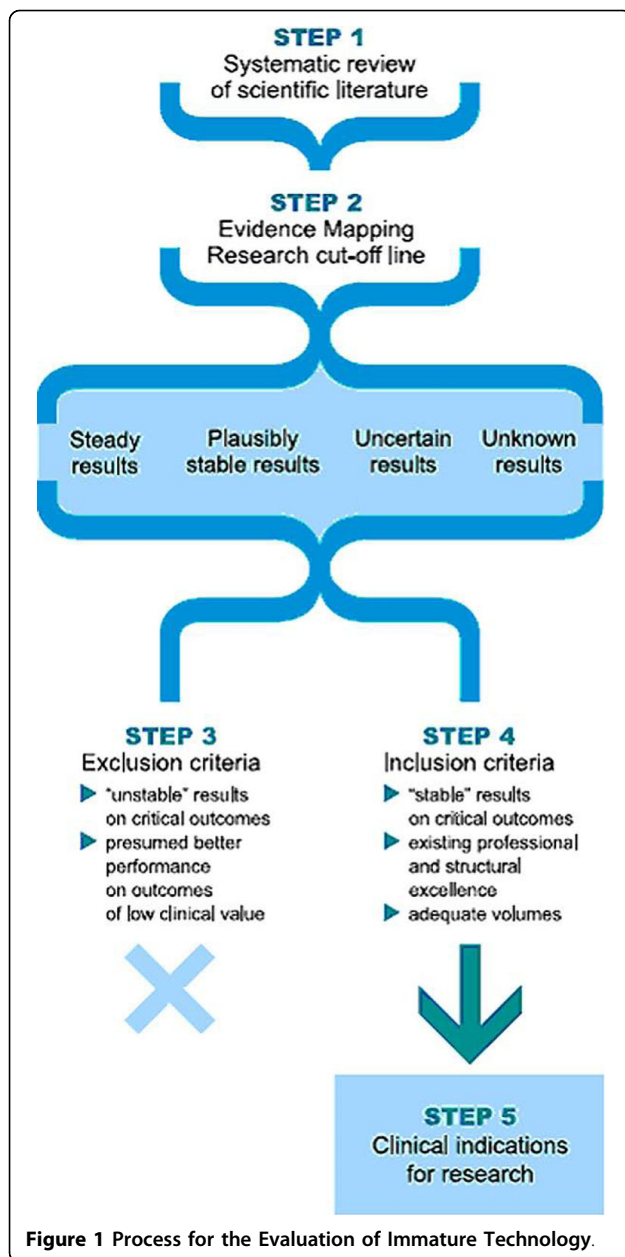 STEP 1
Systematic review
of scientific literature
STEP 2
Evidence Mapping
Research cut-off line
Steady
results
Plausibly
stable results
Uncertain
results
Unknown
results
STEP 3
Exclusion criteria
"unstable" results
on critical outcomes
presumed better
performance
on outcomes
of low clinical value
STEP 4
Inclusion criteria
"stable" results
on critical outcomes
existing professional
and structural
excellence
adequate volumes
STEP 5
Clinical indications
for research
Figure 1 Process for the Evaluation of Immature Technology.